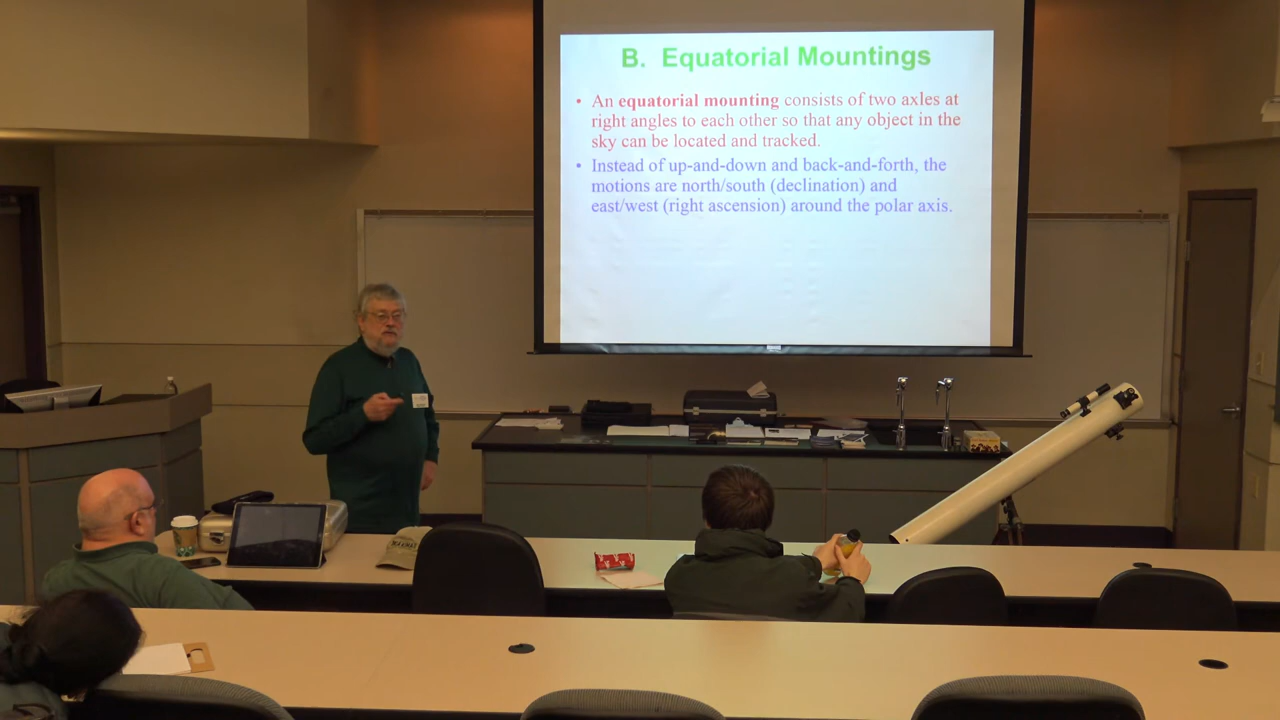 B. Equatorial Mountings
• An equatorial mounting consists of two axles at
right angles to each other so that any object in the
sky can be located and tracked.
• Instead of up-and-down and back-and-forth, the
motions are north/south (declination) and
east/west (right ascension) around the polar axis.